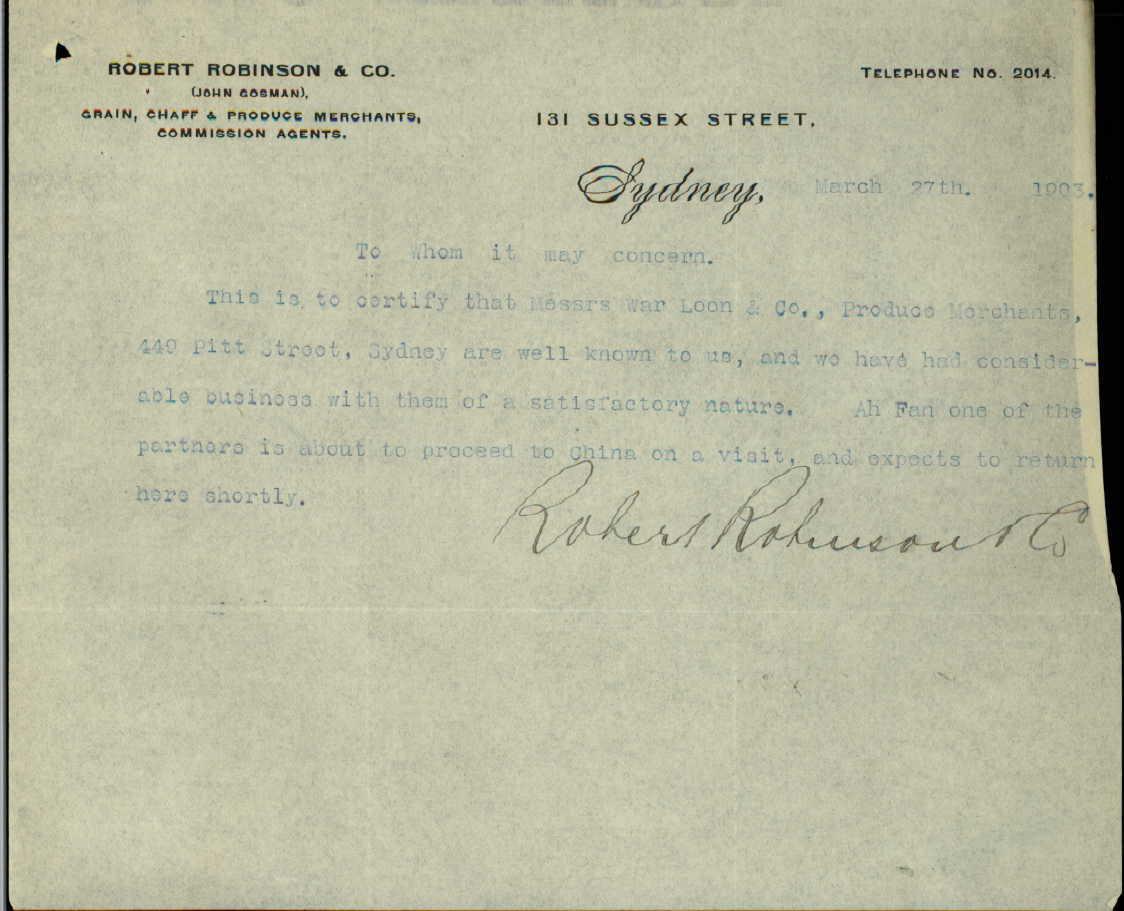 ROBERT ROBINSON & CO.
(JOHN COSMAN),
GRAIN, CHAFF & PRODUCE MERCHANTS,
COMMISSION AGENTS.
TELEPHONE NO. 2014.
131 SUSSEX STREET,
Sydney, March 27th. 1903.
To Whom it may concern.
This is to certify that Messrs War Loon & Co., Produce Merchants,
449 Pitt Street, Sydney are well known to us, and we have had consider-
able business with them of a satisfactory nature. Ah Fan one of the
partners is about to proceed to China on a visit, and expects to return
here shortly.
Robert Robinson & Co